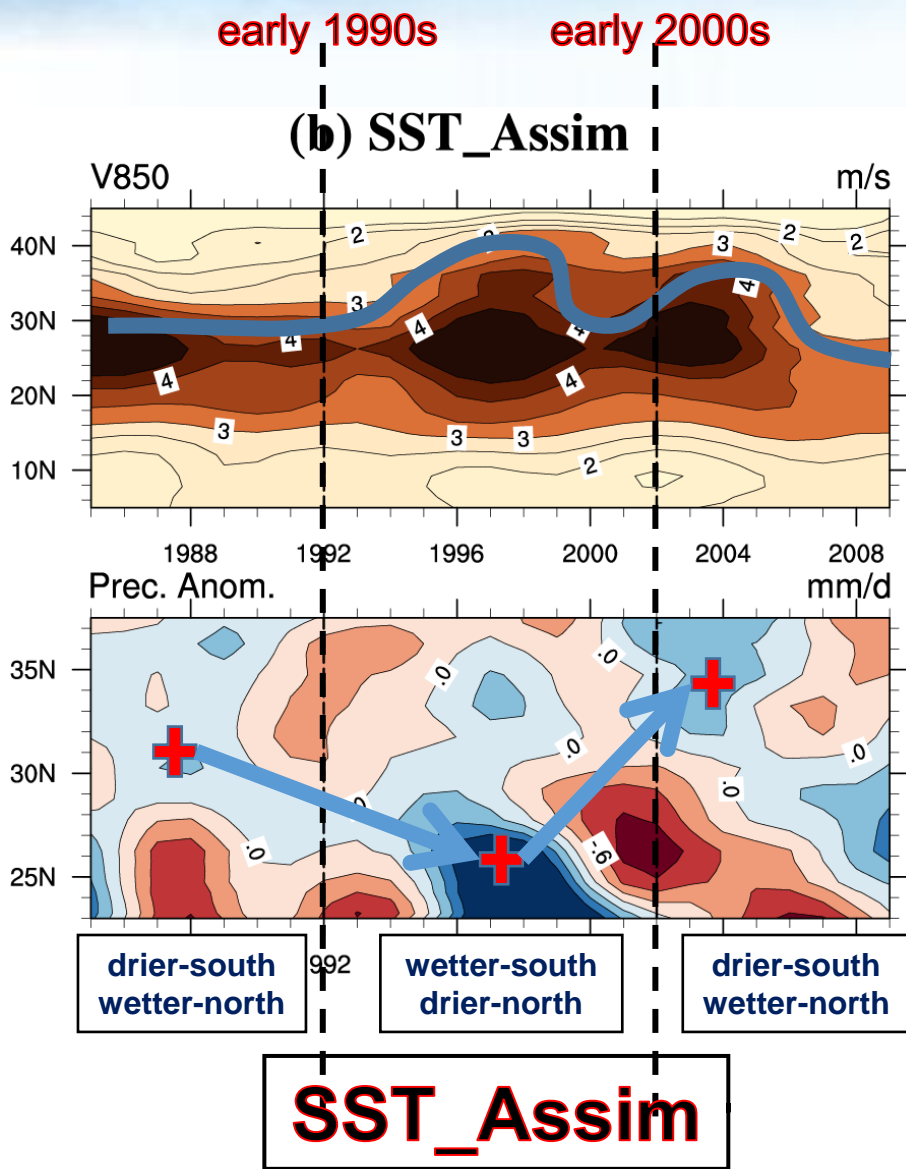 early 1990s early 2000s
(b) SST_Assim
V850 m/s
40N
30N
20N
10N
2 2 3 2 2
3 4
4 4 4
4 4
3 3 3
2
1988 1992 1996 2000 2004 2008
Prec. Anom. mm/d
35N
30N
25N
.0 .0
.0
.0 .0 .0
.0 -.6
drier-south wetter-south drier-south
wetter-north drier-north wetter-north
992
SST_Assim